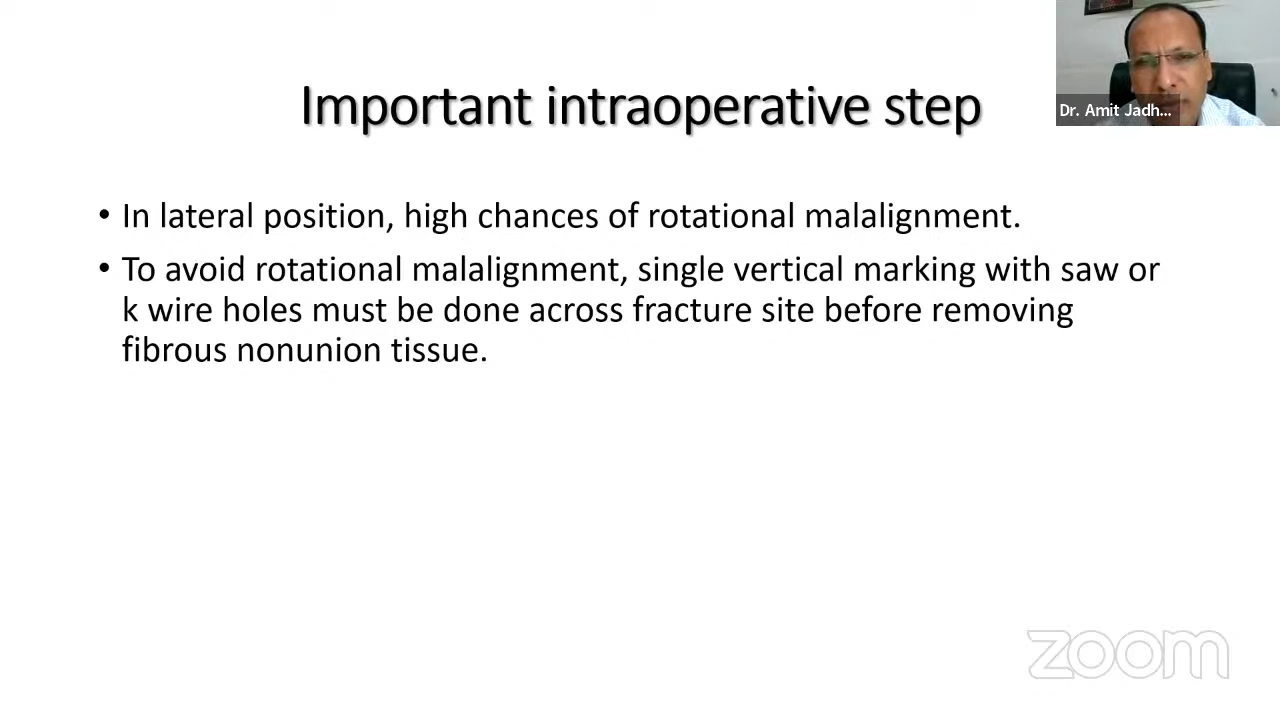 Important intraoperative step
Dr. Amit Jadh...
• In lateral position, high chances of rotational malalignment.
• To avoid rotational malalignment, single vertical marking with saw or
k wire holes must be done across fracture site before removing
fibrous nonunion tissue.
zoom